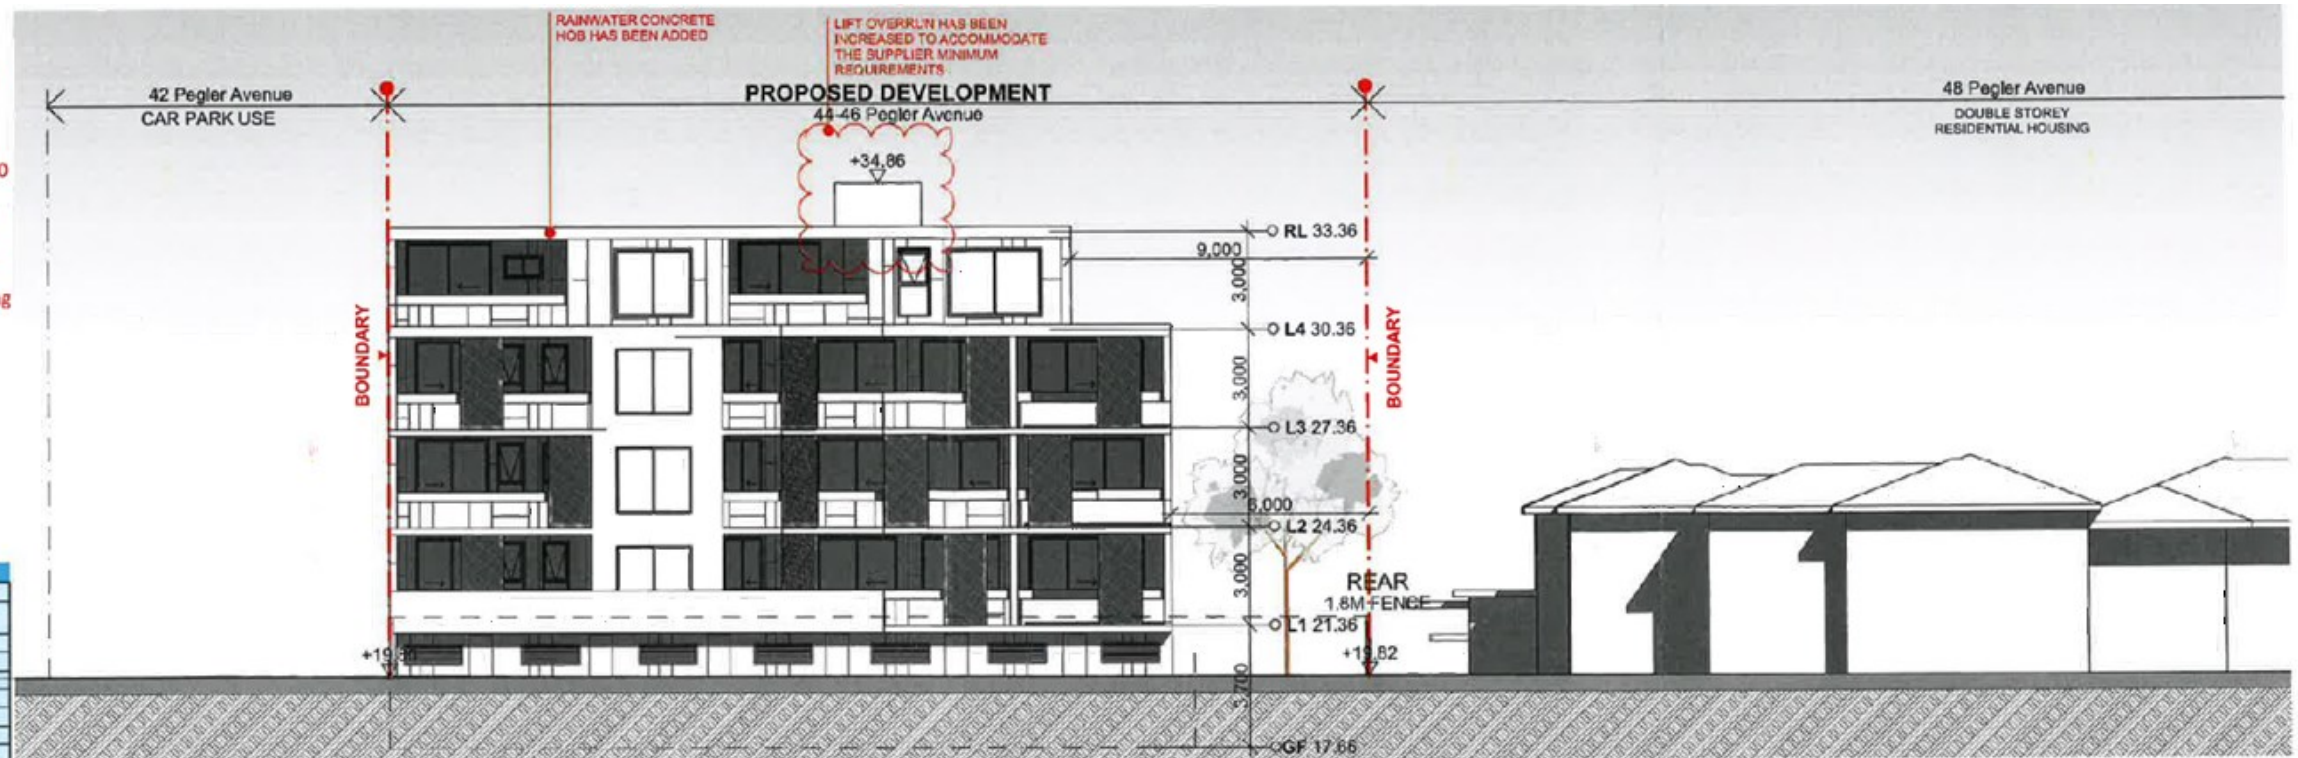 RAINWATER CONCRETE
HOB HAS BEEN ADDED
LIFT OVERRUN HAS BEEN
INCREASED TO ACCOMMODATE
THE SUPPLIER MINIMUM
REQUIREMENTS
42 Pegler Avenue
CAR PARK USE
PROPOSED DEVELOPMENT
44-46 Pegler Avenue
48 Pegler Avenue
DOUBLE STOREY
RESIDENTIAL HOUSING
+34,86
RL 33.36
9,000
3,000
BOUNDARY
L4 30.36
BOUNDARY
3,000
L3 27.36
3,000
6,000
L2 24.36
3,000
REAR
1.8M FENCE
L1 21.36
+19,82
3,700
GF 17.66